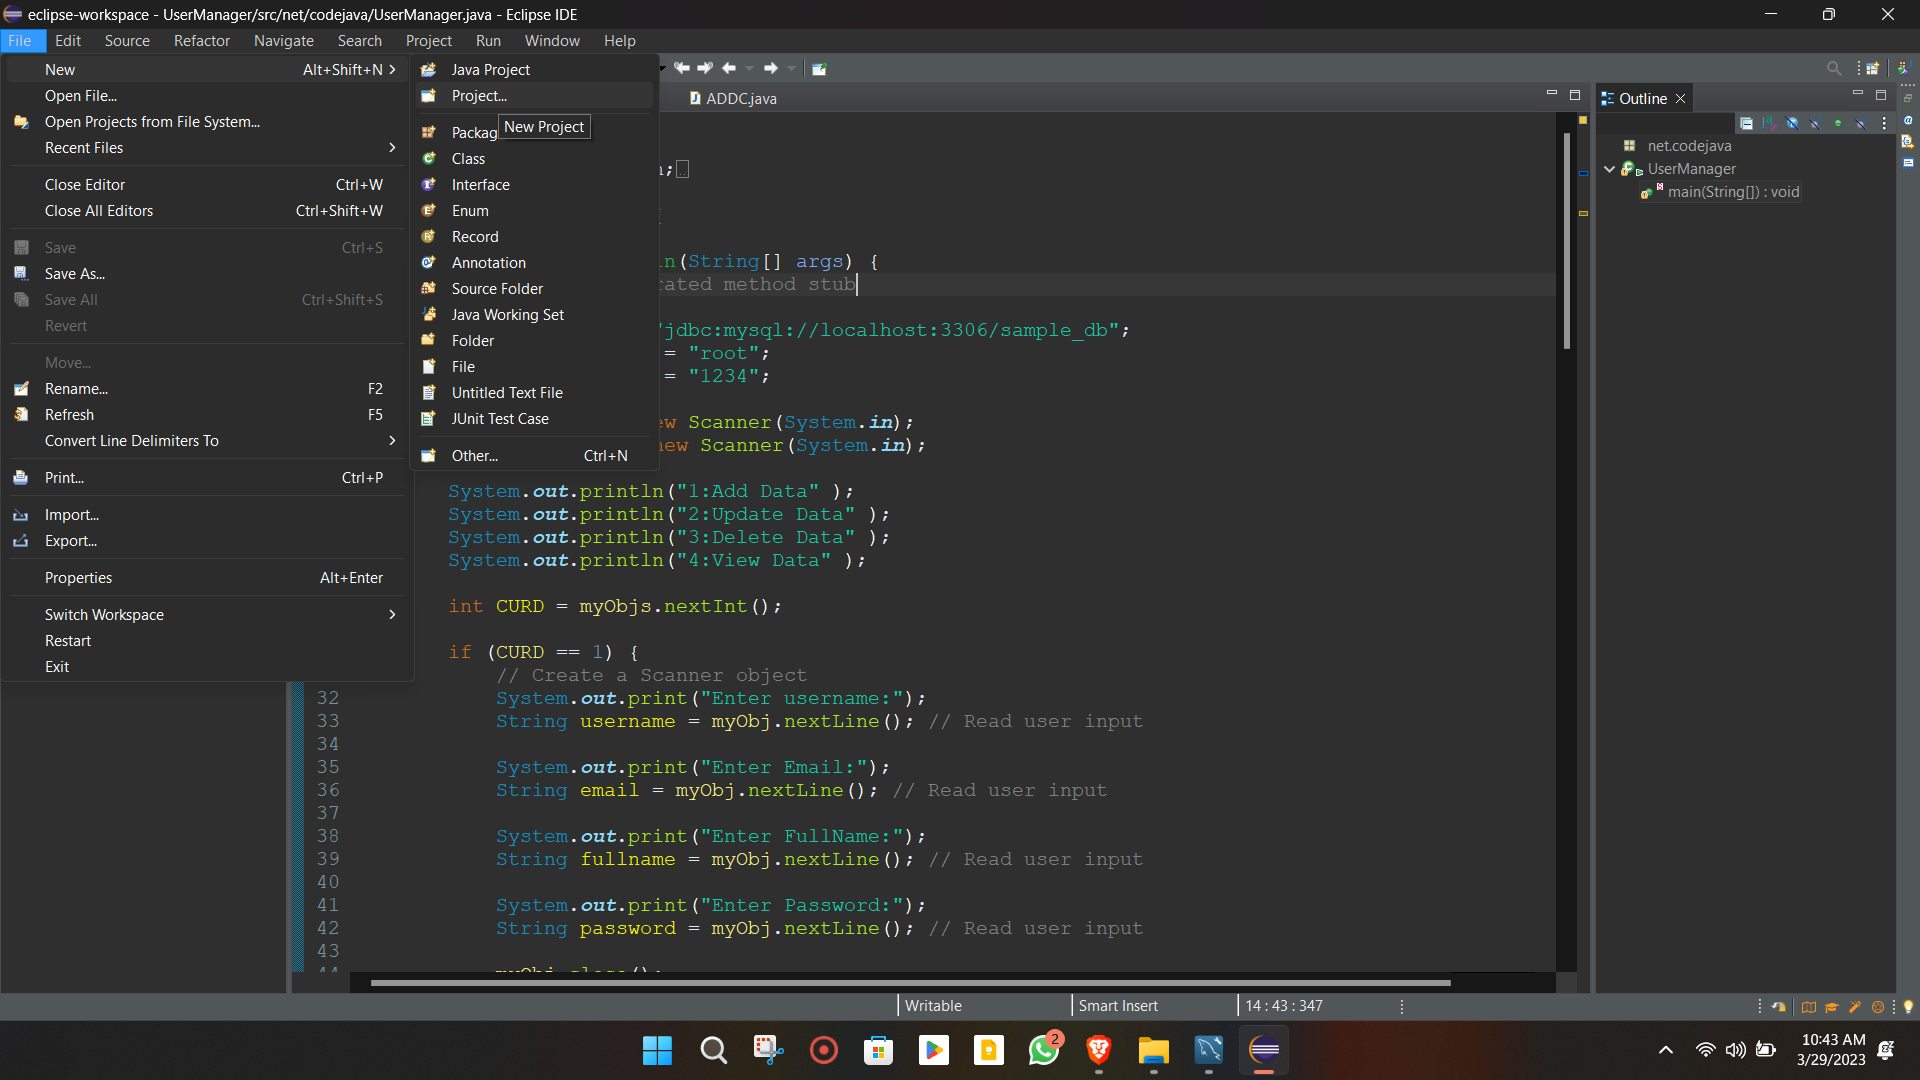 eclipse-workspace - UserManager/src/net/codejava/UserManager.java - Eclipse IDE
File Edit Source Refactor Navigate Search Project Run Window Help
New Alt+Shift+N
Open File...
Open Projects from File System...
Recent Files
Close Editor Ctrl+W
Close All Editors Ctrl+Shift+W
Save Ctrl+S
Save As...
Save All Ctrl+Shift+S
Revert
Move...
Rename... F2
Refresh F5
Convert Line Delimiters To
Print... Ctrl+P
Import...
Export...
Properties Alt+Enter
Switch Workspace
Restart
Exit
Java Project
Project...
Packag
New Project
Class
Interface
Enum
Record
Annotation
Source Folder
Java Working Set
Folder
File
Untitled Text File
JUnit Test Case
Other... Ctrl+N
ADDC.java
n(String[] args) {
rated method stub
"jdbc:mysql://localhost:3306/sample_db";
= "root";
= "1234";
ew Scanner(System.in);
new Scanner(System.in);
System.out.println("1:Add Data" );
System.out.println("2:Update Data" );
System.out.println("3:Delete Data" );
System.out.println("4:View Data" );
int CURD = myObjs.nextInt();
if (CURD == 1) {
// Create a Scanner object
32 System.out.print("Enter username:");
33 String username = myObj.nextLine(); // Read user input
34
35 System.out.print("Enter Email:");
36 String email = myObj.nextLine(); // Read user input
37
38 System.out.print("Enter FullName:");
39 String fullname = myObj.nextLine(); // Read user input
40
41 System.out.print("Enter Password:");
42 String password = myObj.nextLine(); // Read user input
43
Outline
net.codejava
UserManager
main(String[]) : void
Writable Smart Insert 14 : 43 : 347
2
10:43 AM
3/29/2023